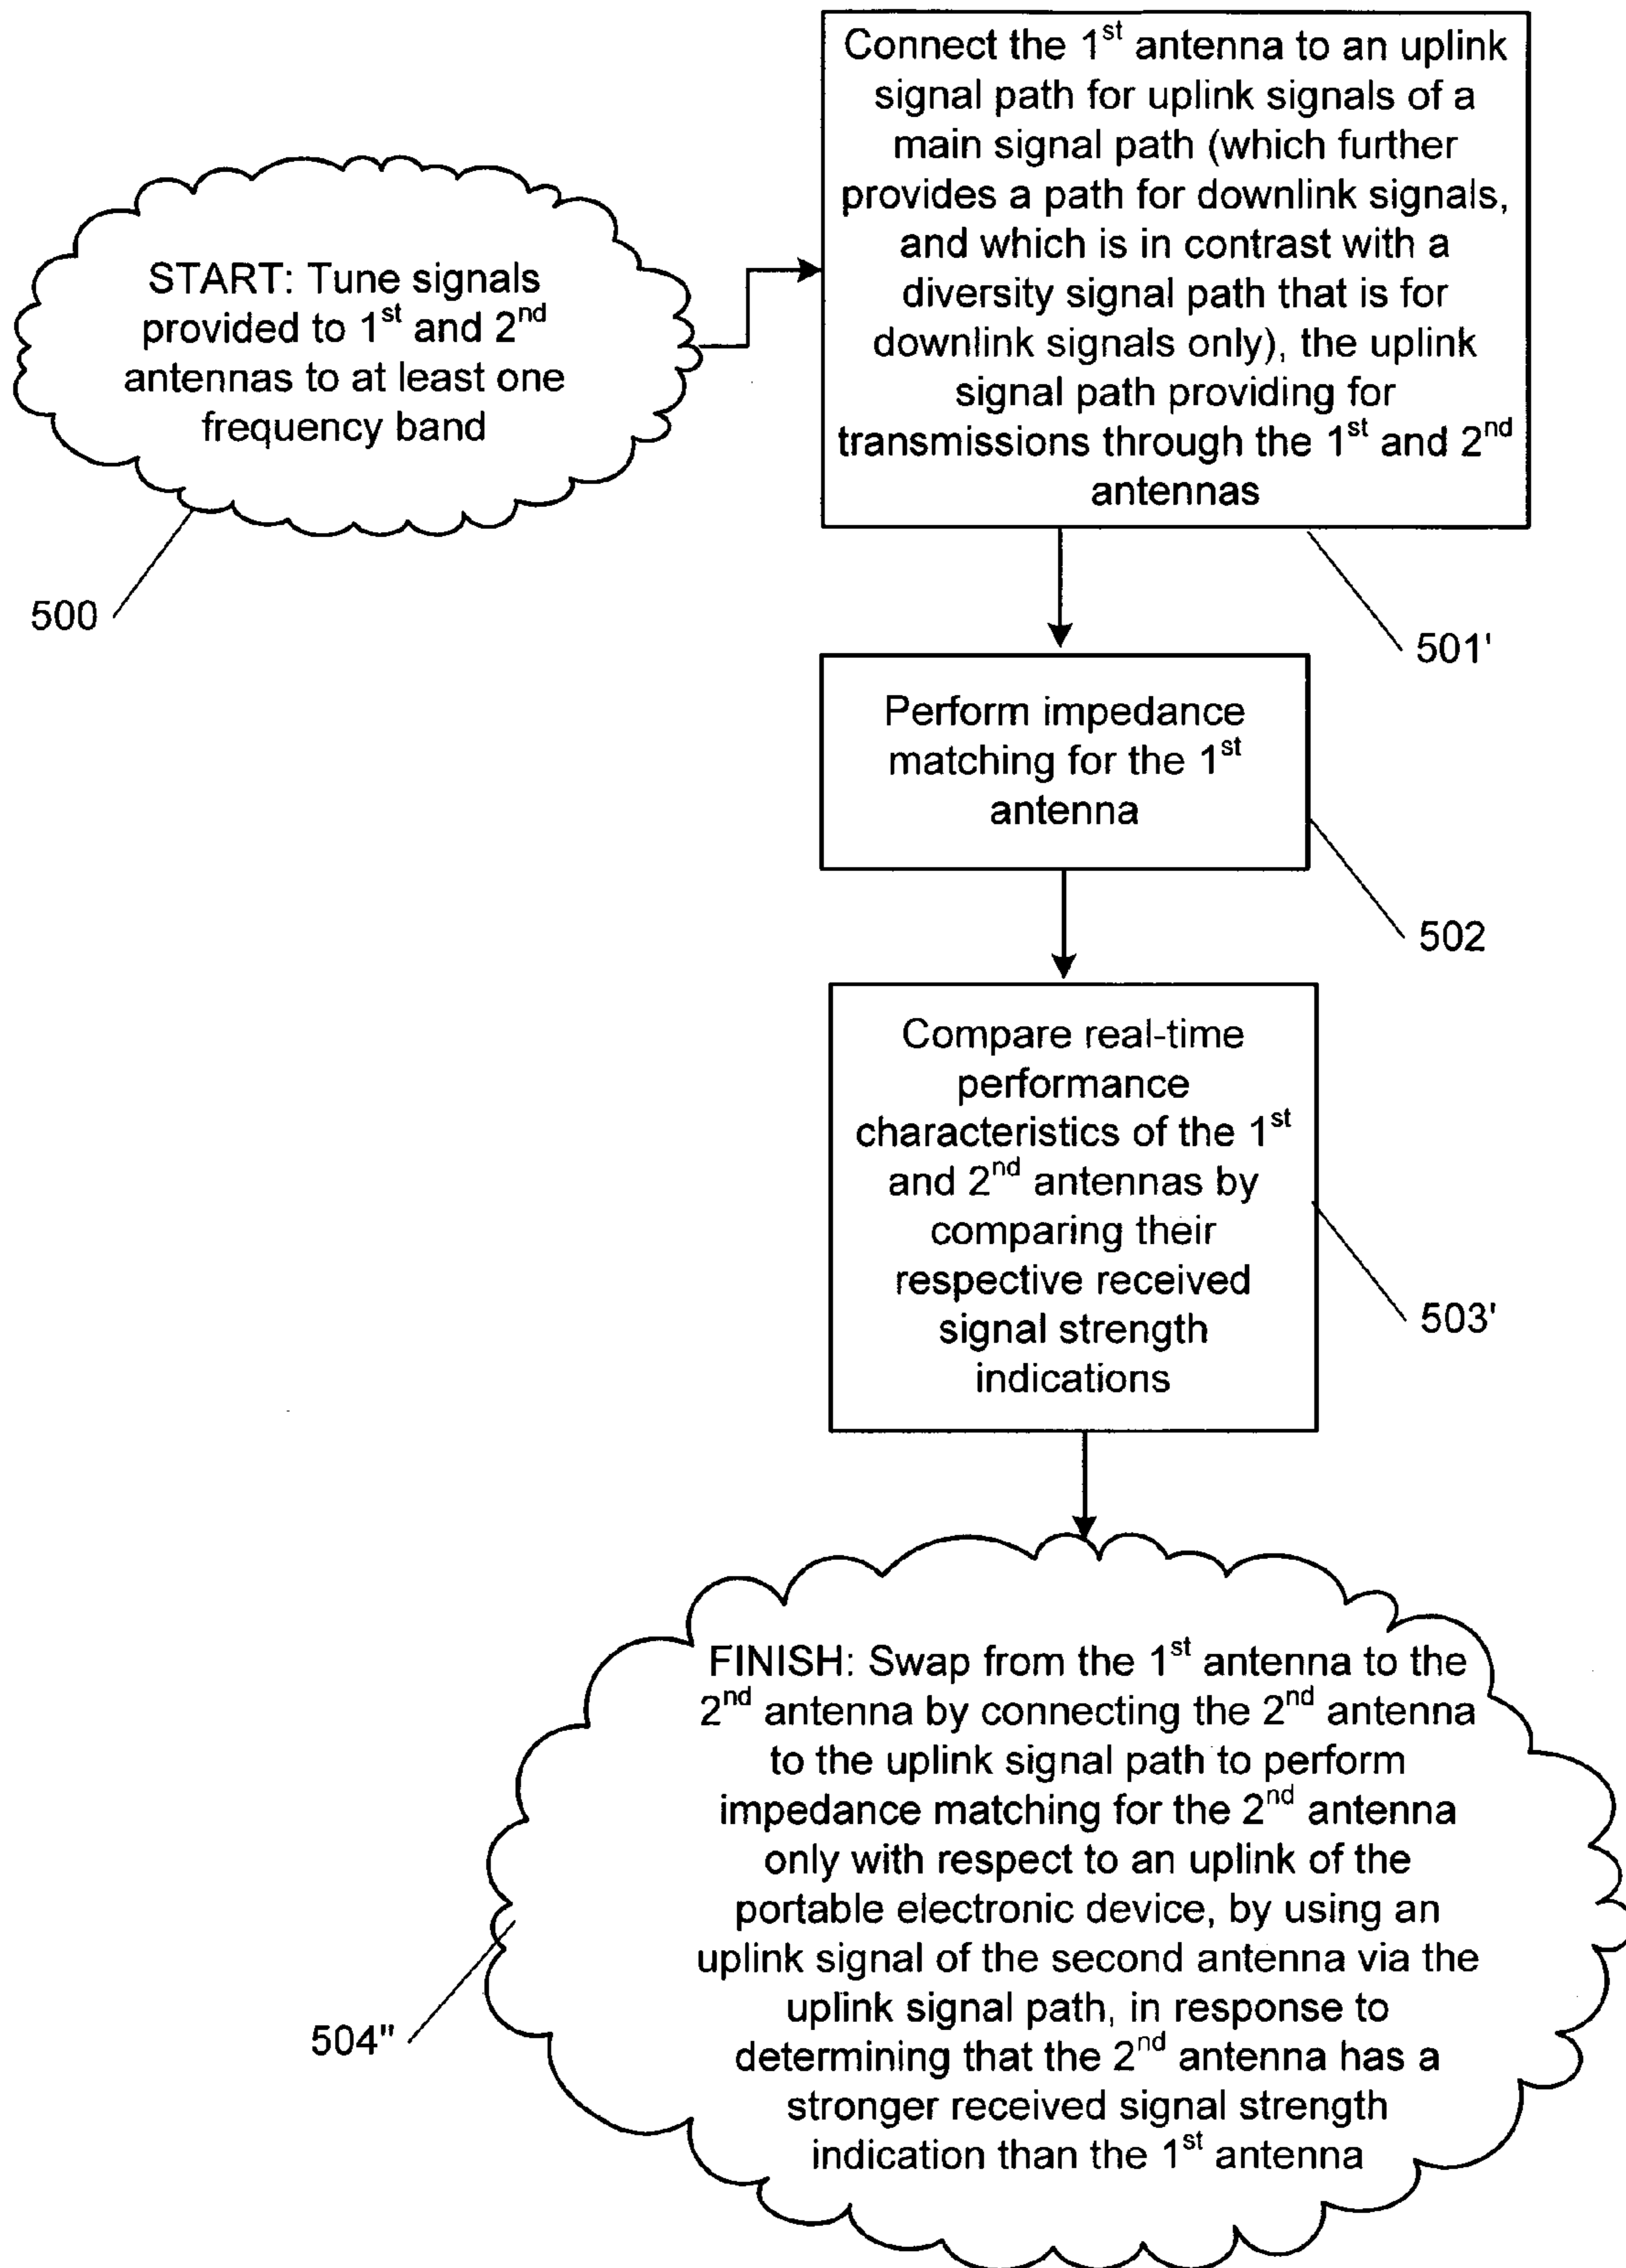 START: Tune signals
provided to 1st and 2nd
antennas to at least one
frequency band
500
Connect the 1st antenna to an uplink
signal path for uplink signals of a
main signal path (which further
provides a path for downlink signals,
and which is in contrast with a
diversity signal path that is for
downlink signals only), the uplink
signal path providing for
transmissions through the 1st and 2nd
antennas
501'
Perform impedance
matching for the 1st
antenna
502
Compare real-time
performance
characteristics of the 1st
and 2nd antennas by
comparing their
respective received
signal strength
indications
503'
FINISH: Swap from the 1st antenna to the
2nd antenna by connecting the 2nd antenna
to the uplink signal path to perform
impedance matching for the 2nd antenna
only with respect to an uplink of the
portable electronic device, by using an
uplink signal of the second antenna via the
uplink signal path, in response to
determining that the 2nd antenna has a
stronger received signal strength
indication than the 1st antenna
504"